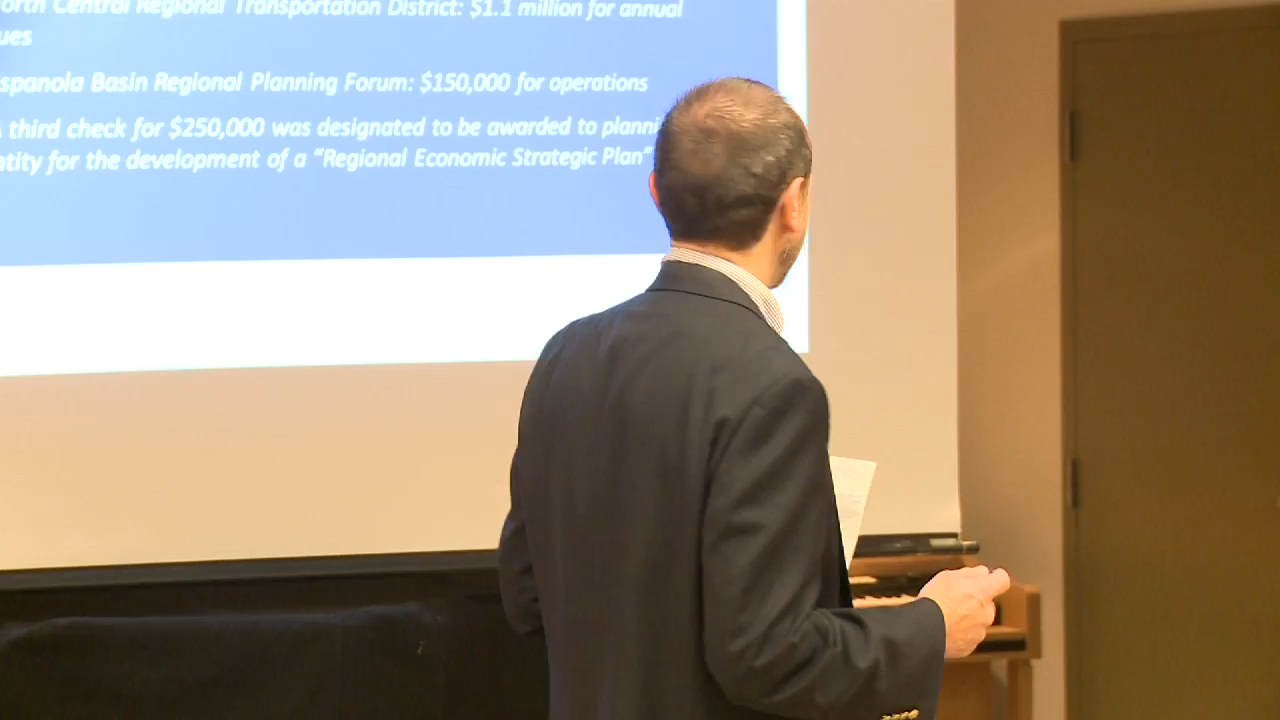 orth Central Regional Transportation District: $1.1 million for annual
ues
spanola Basin Regional Planning Forum: $150,000 for operations
A third check for $250,000 was designated to be awarded to planni
ntity for the development of a “Regional Economic Strategic Plan”